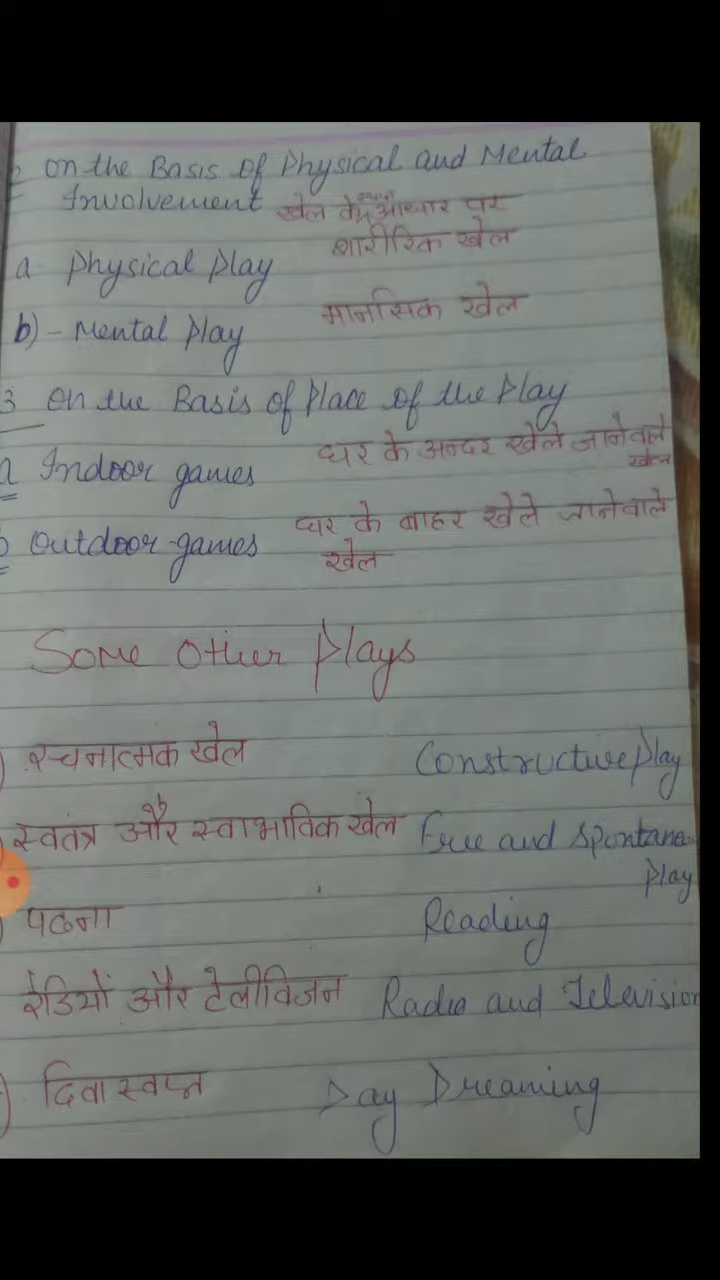 2 On the Basis of Physical and Mental
Involvement खेल के स्थान आधार पर
a Physical Play शारीरिक खेल
b) - Mental Play मानसिक खेल
3 On the Basis of Place of the Play
a Indoor games घर के अन्दर खेले जानेवाले
खेल
Outdoor games घर के बाहर खेले जानेवाले
खेल
Some Other Plays
) रचनात्मक खेल Constructive Play
स्वतंत्र और स्वाभाविक खेल Free and Spontane
Play
) पढना Reading
रेडियों और टेलीविजन Radio and Television
) दिवा स्वप्न Day Dreaming